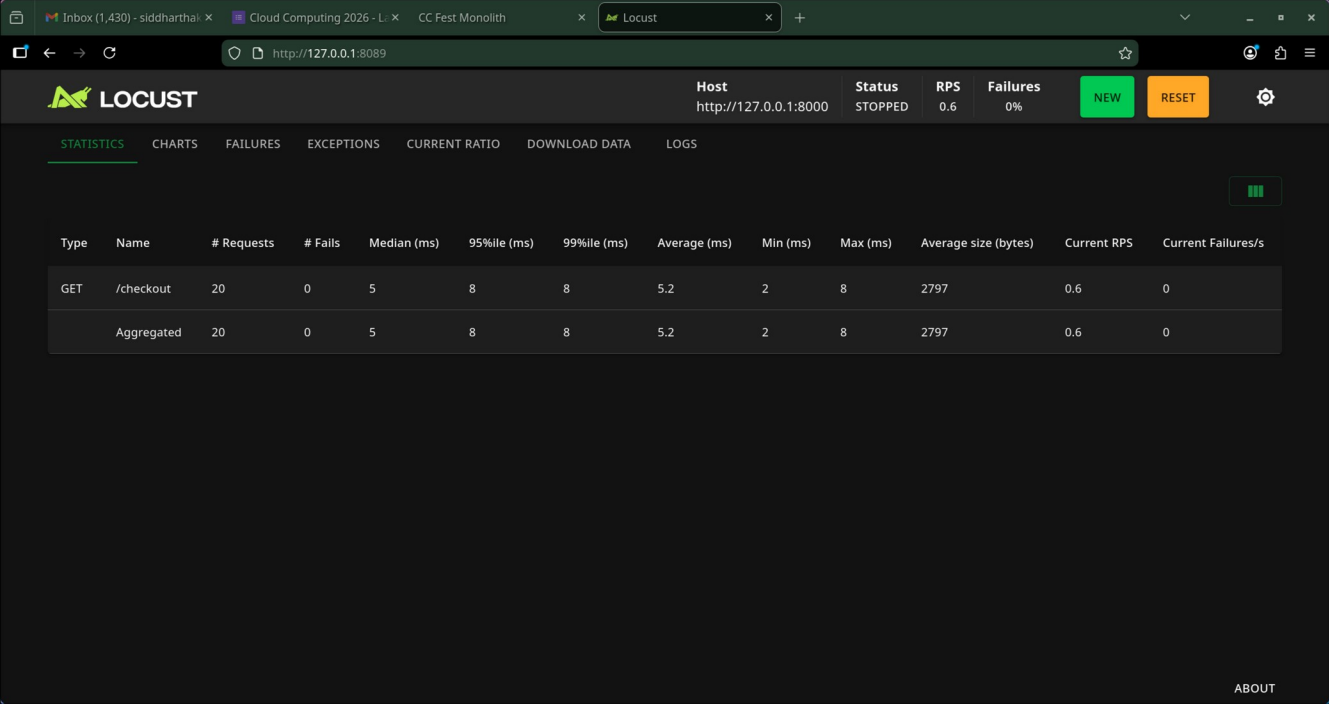 Inbox (1,430) - siddharthak Cloud Computing 2026 - La CC Fest Monolith Locust
http://127.0.0.1:8089
LOCUST
Host Status RPS Failures
http://127.0.0.1:8000 STOPPED 0.6 0%
NEW RESET
STATISTICS CHARTS FAILURES EXCEPTIONS CURRENT RATIO DOWNLOAD DATA LOGS
Type Name # Requests # Fails Median (ms) 95%ile (ms) 99%ile (ms) Average (ms) Min (ms) Max (ms) Average size (bytes) Current RPS Current Failures/s
GET /checkout 20 0 5 8 8 5.2 2 8 2797 0.6 0
Aggregated 20 0 5 8 8 5.2 2 8 2797 0.6 0
ABOUT